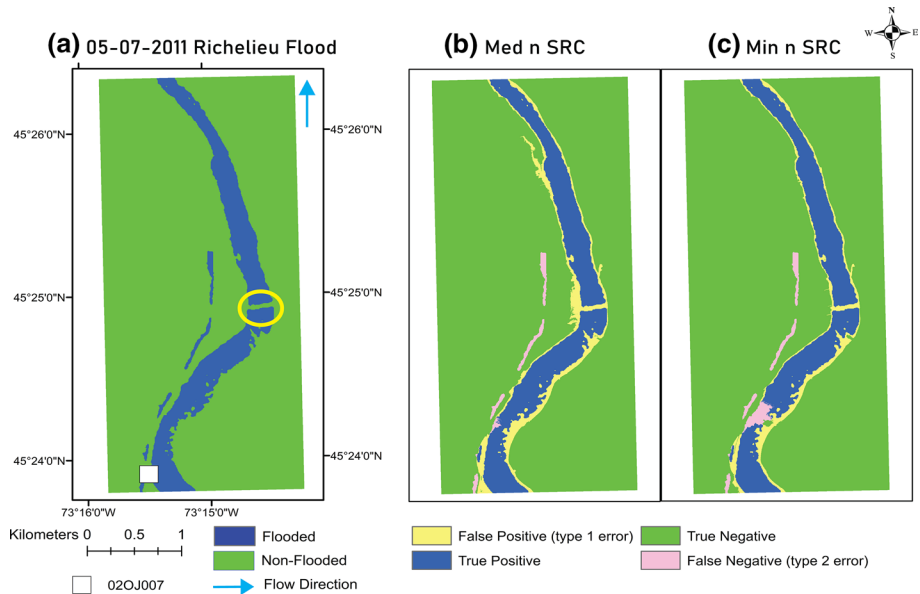 (a) 05-07-2011 Richelieu Flood
(b) Med n SRC
(c) Min n SRC
N
W E
S
45°26'0"N
45°25'0"N
45°24'0"N
45°26'0"N
45°25'0"N
45°24'0"N
73°16'0"W 73°15'0"W
Kilometers 0 0.5 1
02OJ007
Flooded
Non-Flooded
Flow Direction
False Positive (type 1 error)
True Positive
True Negative
False Negative (type 2 error)